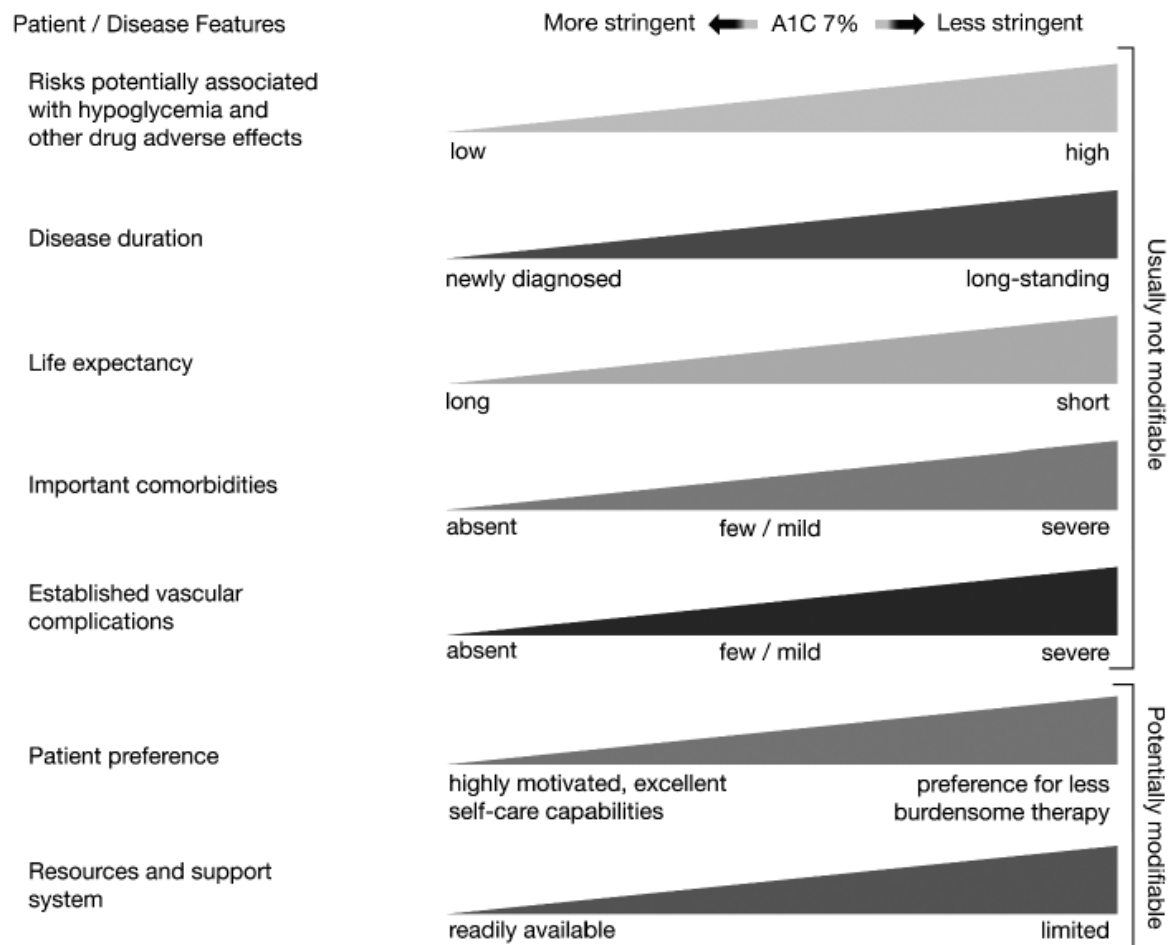 Patient / Disease Features
More stringent A1C 7% Less stringent
Risks potentially associated
with hypoglycemia and
other drug adverse effects
low high
Disease duration
newly diagnosed long-standing
Life expectancy
long short
Important comorbidities
absent few / mild severe
Established vascular
complications
absent few / mild severe
Usually not modifiable
Patient preference
highly motivated, excellent preference for less
self-care capabilities burdensome therapy
Resources and support
system
readily available limited
Potentially modifiable